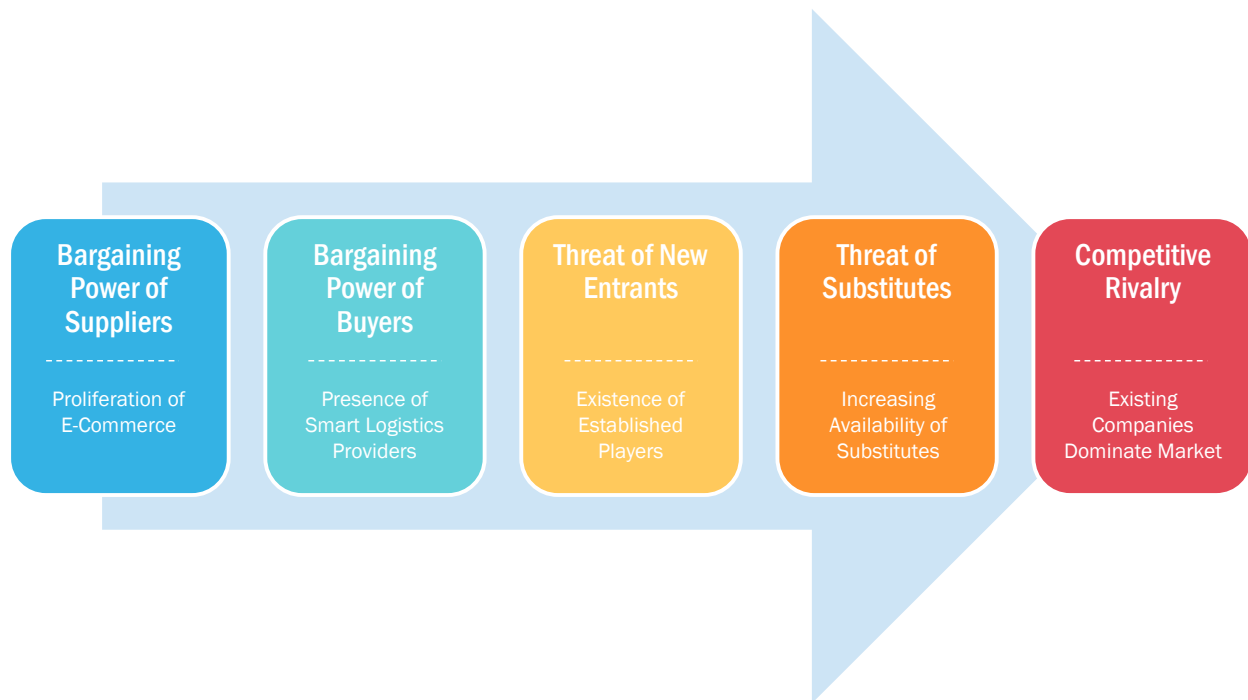 Bargaining
Power of
Suppliers
Proliferation of
E-Commerce
Bargaining
Power of
Buyers
Presence of
Smart Logistics
Providers
Threat of New
Entrants
Existence of
Established
Players
Threat of
Substitutes
Increasing
Availability of
Substitutes
Competitive
Rivalry
Existing
Companies
Dominate Market